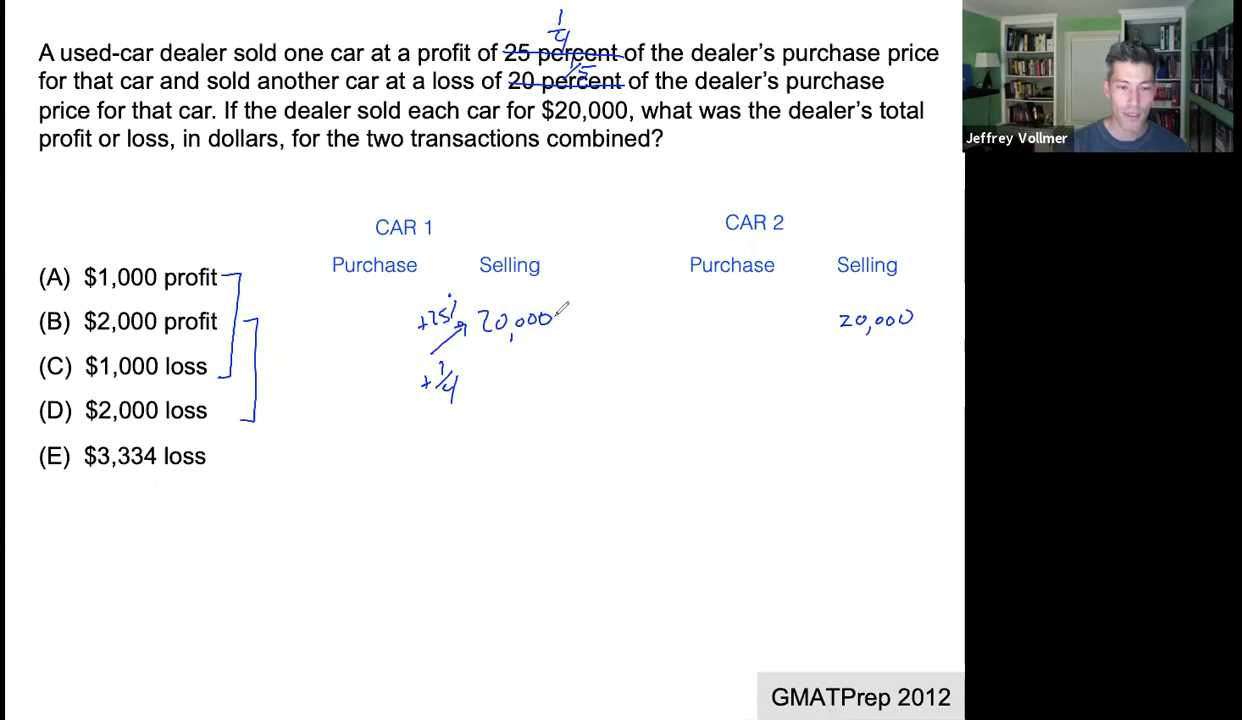 1
4
A used-car dealer sold one car at a profit of 25 percent of the dealer's purchase price
1/5
for that car and sold another car at a loss of 20 percent of the dealer's purchase
price for that car. If the dealer sold each car for $20,000, what was the dealer's total
profit or loss, in dollars, for the two transactions combined?
Jeffrey Vollmer
CAR 1
CAR 2
Purchase Selling
Purchase Selling
(A) $1,000 profit
(B) $2,000 profit
+25% 20,000
20,000
(C) $1,000 loss
+1/4
(D) $2,000 loss
(E) $3,334 loss
GMATPrep 2012